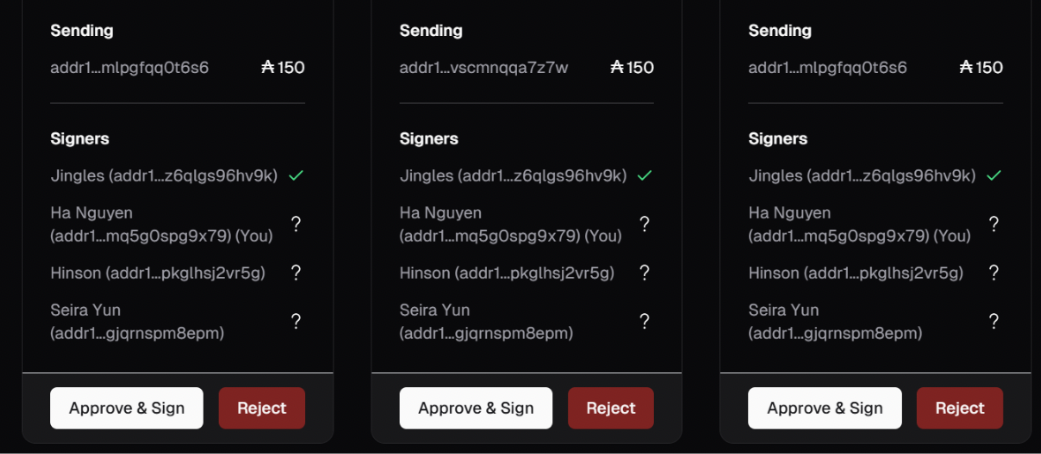 Sending
addr1...mlpgfqq0t6s6 ₳ 150
Signers
Jingles (addr1...z6qlgs96hv9k) ✓
Ha Nguyen
(addr1...mq5g0spg9x79) (You) ?
Hinson (addr1...pkglhsj2vr5g) ?
Seira Yun
(addr1...gjqrnspm8epm) ?
Approve & Sign Reject
Sending
addr1...vscmnqqa7z7w ₳ 150
Signers
Jingles (addr1...z6qlgs96hv9k) ✓
Ha Nguyen
(addr1...mq5g0spg9x79) (You) ?
Hinson (addr1...pkglhsj2vr5g) ?
Seira Yun
(addr1...gjqrnspm8epm) ?
Approve & Sign Reject
Sending
addr1...mlpgfqq0t6s6 ₳ 150
Signers
Jingles (addr1...z6qlgs96hv9k) ✓
Ha Nguyen
(addr1...mq5g0spg9x79) (You) ?
Hinson (addr1...pkglhsj2vr5g) ?
Seira Yun
(addr1...gjqrnspm8epm) ?
Approve & Sign Reject